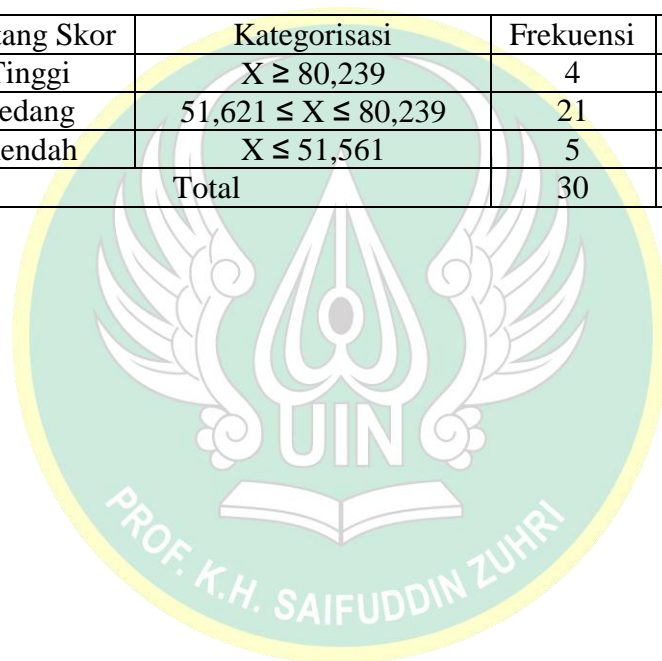 tang Skor Kategorisasi Frekuensi
Tinggi X ≥ 80,239 4
edang 51,621 ≤ X ≤ 80,239 21
endah X ≤ 51,561 5
Total 30
UIN
PROF. K.H. SAIFUDDIN ZUHRI